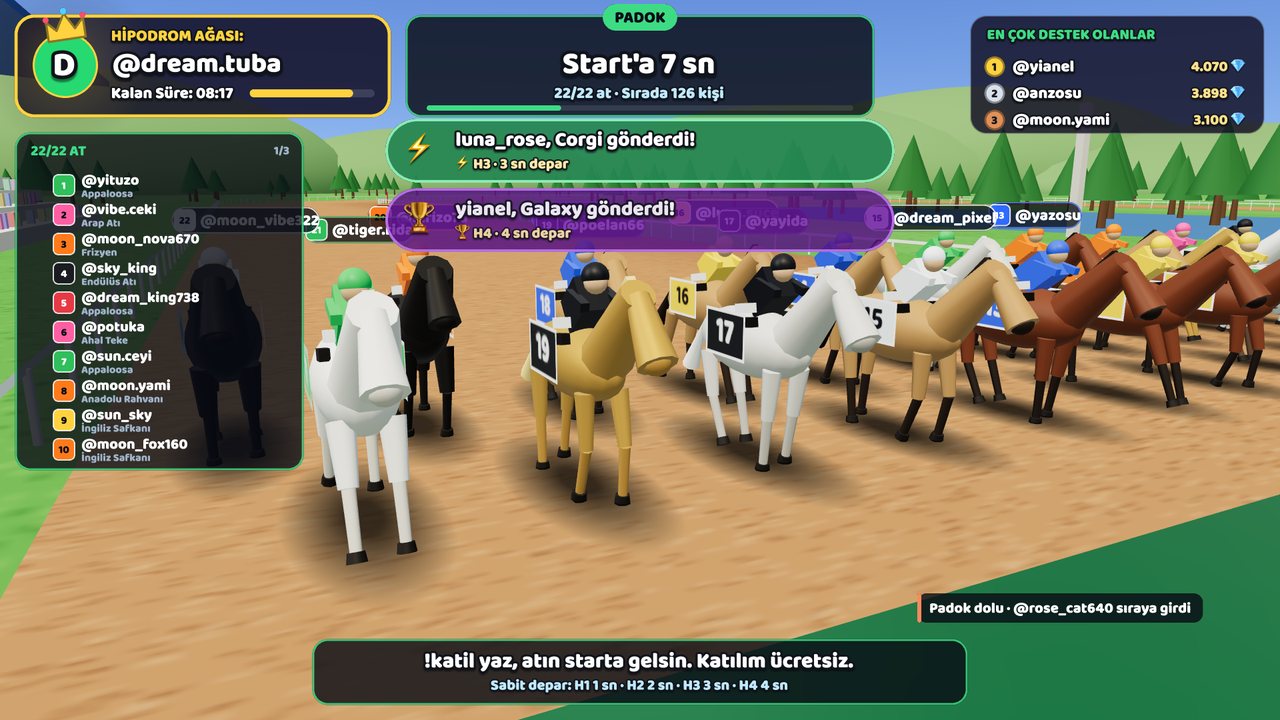 HİPODROM AĞASI:
D
@dream.tuba
Kalan Süre: 08:17
PADOK
Start'a 7 sn
22/22 at · Sırada 126 kişi
EN ÇOK DESTEK OLANLAR
1 @yianel 4.070
2 @anzosu 3.898
3 @moon.yami 3.100
luna_rose, Corgi gönderdi!
H3 · 3 sn depar
yianel, Galaxy gönderdi!
H4 · 4 sn depar
22/22 AT 1/3
1 @yituzo
Appaloosa
2 @vibe.ceki
Arap Atı
3 @moon_nova670
Frizyen
4 @sky_king
Endülüs Atı
5 @dream_king738
Appaloosa
6 @potuka
Ahal Teke
7 @sun.ceyi
Appaloosa
8 @moon.yami
Anadolu Rahvanı
9 @sun_sky
İngiliz Safkanı
10 @moon_fox160
İngiliz Safkanı
22 @moon_vibe322
@poelan66
17 @yayida
15 @dream_pixel
@yazosu
18
19
16
17
15
Padok dolu · @rose_cat640 sıraya girdi
!katil yaz, atın starta gelsin. Katılım ücretsiz.
Sabit depar: H1 1 sn · H2 2 sn · H3 3 sn · H4 4 sn